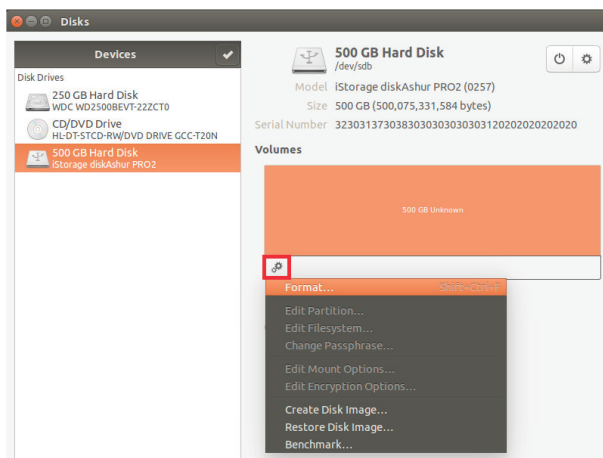 Disks
Devices
Disk Drives
250 GB Hard Disk
WDC WD2500BEVT-22ZCT0
CD/DVD Drive
HL-DT-STCD-RW/DVD DRIVE GCC-T20N
500 GB Hard Disk
iStorage diskAshur PRO2
500 GB Hard Disk
/dev/sdb
Model iStorage diskAshur PRO2 (0257)
Size 500 GB (500,075,331,584 bytes)
Serial Number 32303137303830303030303031202020202020
Volumes
500 GB Unknown
Format... Shift+Ctrl+F
Edit Partition...
Edit Filesystem...
Change Passphrase...
Edit Mount Options...
Edit Encryption Options...
Create Disk Image...
Restore Disk Image...
Benchmark...